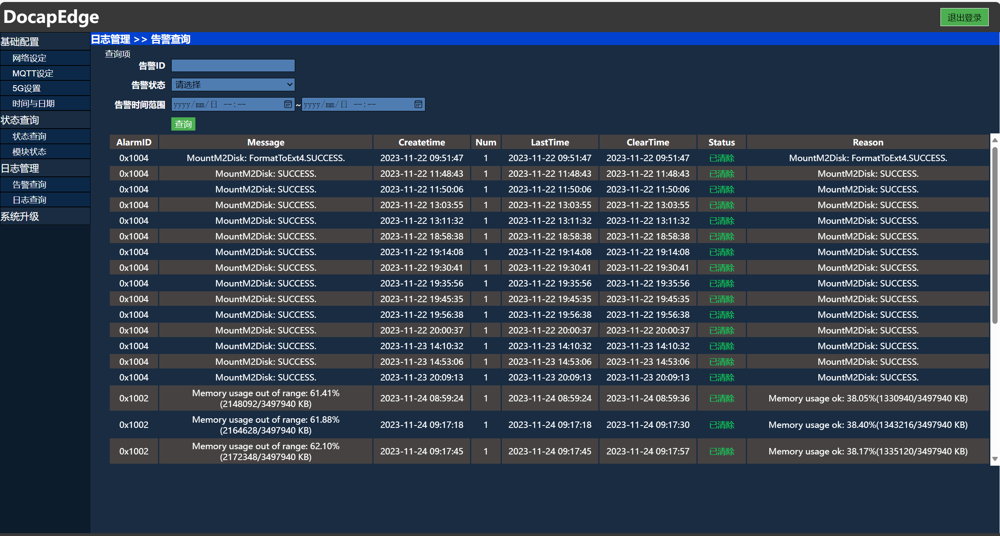 DocapEdge
退出登录
基础配置
网络设定
MQTT设定
5G设置
时间与日期
状态查询
状态查询
模块状态
日志管理
告警查询
日志查询
系统升级
日志管理 >> 告警查询
查询项
告警ID
告警状态 请选择
告警时间范围 yyyy/mm/日 --:-- ~ yyyy/mm/日 --:--
查询
AlarmID Message Createtime Num LastTime ClearTime Status Reason
0x1004 MountM2Disk: FormatToExt4.SUCCESS. 2023-11-22 09:51:47 1 2023-11-22 09:51:47 2023-11-22 09:51:47 已清除 MountM2Disk: FormatToExt4.SUCCESS.
0x1004 MountM2Disk: SUCCESS. 2023-11-22 11:48:43 1 2023-11-22 11:48:43 2023-11-22 11:48:43 已清除 MountM2Disk: SUCCESS.
0x1004 MountM2Disk: SUCCESS. 2023-11-22 11:50:06 1 2023-11-22 11:50:06 2023-11-22 11:50:06 已清除 MountM2Disk: SUCCESS.
0x1004 MountM2Disk: SUCCESS. 2023-11-22 13:03:55 1 2023-11-22 13:03:55 2023-11-22 13:03:55 已清除 MountM2Disk: SUCCESS.
0x1004 MountM2Disk: SUCCESS. 2023-11-22 13:11:32 1 2023-11-22 13:11:32 2023-11-22 13:11:32 已清除 MountM2Disk: SUCCESS.
0x1004 MountM2Disk: SUCCESS. 2023-11-22 18:58:38 1 2023-11-22 18:58:38 2023-11-22 18:58:38 已清除 MountM2Disk: SUCCESS.
0x1004 MountM2Disk: SUCCESS. 2023-11-22 19:14:08 1 2023-11-22 19:14:08 2023-11-22 19:14:08 已清除 MountM2Disk: SUCCESS.
0x1004 MountM2Disk: SUCCESS. 2023-11-22 19:30:41 1 2023-11-22 19:30:41 2023-11-22 19:30:41 已清除 MountM2Disk: SUCCESS.
0x1004 MountM2Disk: SUCCESS. 2023-11-22 19:35:56 1 2023-11-22 19:35:56 2023-11-22 19:35:56 已清除 MountM2Disk: SUCCESS.
0x1004 MountM2Disk: SUCCESS. 2023-11-22 19:45:35 1 2023-11-22 19:45:35 2023-11-22 19:45:35 已清除 MountM2Disk: SUCCESS.
0x1004 MountM2Disk: SUCCESS. 2023-11-22 19:56:38 1 2023-11-22 19:56:38 2023-11-22 19:56:38 已清除 MountM2Disk: SUCCESS.
0x1004 MountM2Disk: SUCCESS. 2023-11-22 20:00:37 1 2023-11-22 20:00:37 2023-11-22 20:00:37 已清除 MountM2Disk: SUCCESS.
0x1004 MountM2Disk: SUCCESS. 2023-11-23 14:10:32 1 2023-11-23 14:10:32 2023-11-23 14:10:32 已清除 MountM2Disk: SUCCESS.
0x1004 MountM2Disk: SUCCESS. 2023-11-23 14:53:06 1 2023-11-23 14:53:06 2023-11-23 14:53:06 已清除 MountM2Disk: SUCCESS.
0x1004 MountM2Disk: SUCCESS. 2023-11-23 20:09:13 1 2023-11-23 20:09:13 2023-11-23 20:09:13 已清除 MountM2Disk: SUCCESS.
Memory usage out of range: 61.41%
0x1002 (2148092/3497940 KB) 2023-11-24 08:59:24 1 2023-11-24 08:59:24 2023-11-24 08:59:36 已清除 Memory usage ok: 38.05%(1330940/3497940 KB)
Memory usage out of range: 61.88%
0x1002 (2164628/3497940 KB) 2023-11-24 09:17:18 1 2023-11-24 09:17:18 2023-11-24 09:17:30 已清除 Memory usage ok: 38.40%(1343216/3497940 KB)
Memory usage out of range: 62.10%
0x1002 (2172348/3497940 KB) 2023-11-24 09:17:45 1 2023-11-24 09:17:45 2023-11-24 09:17:57 已清除 Memory usage ok: 38.17%(1335120/3497940 KB)